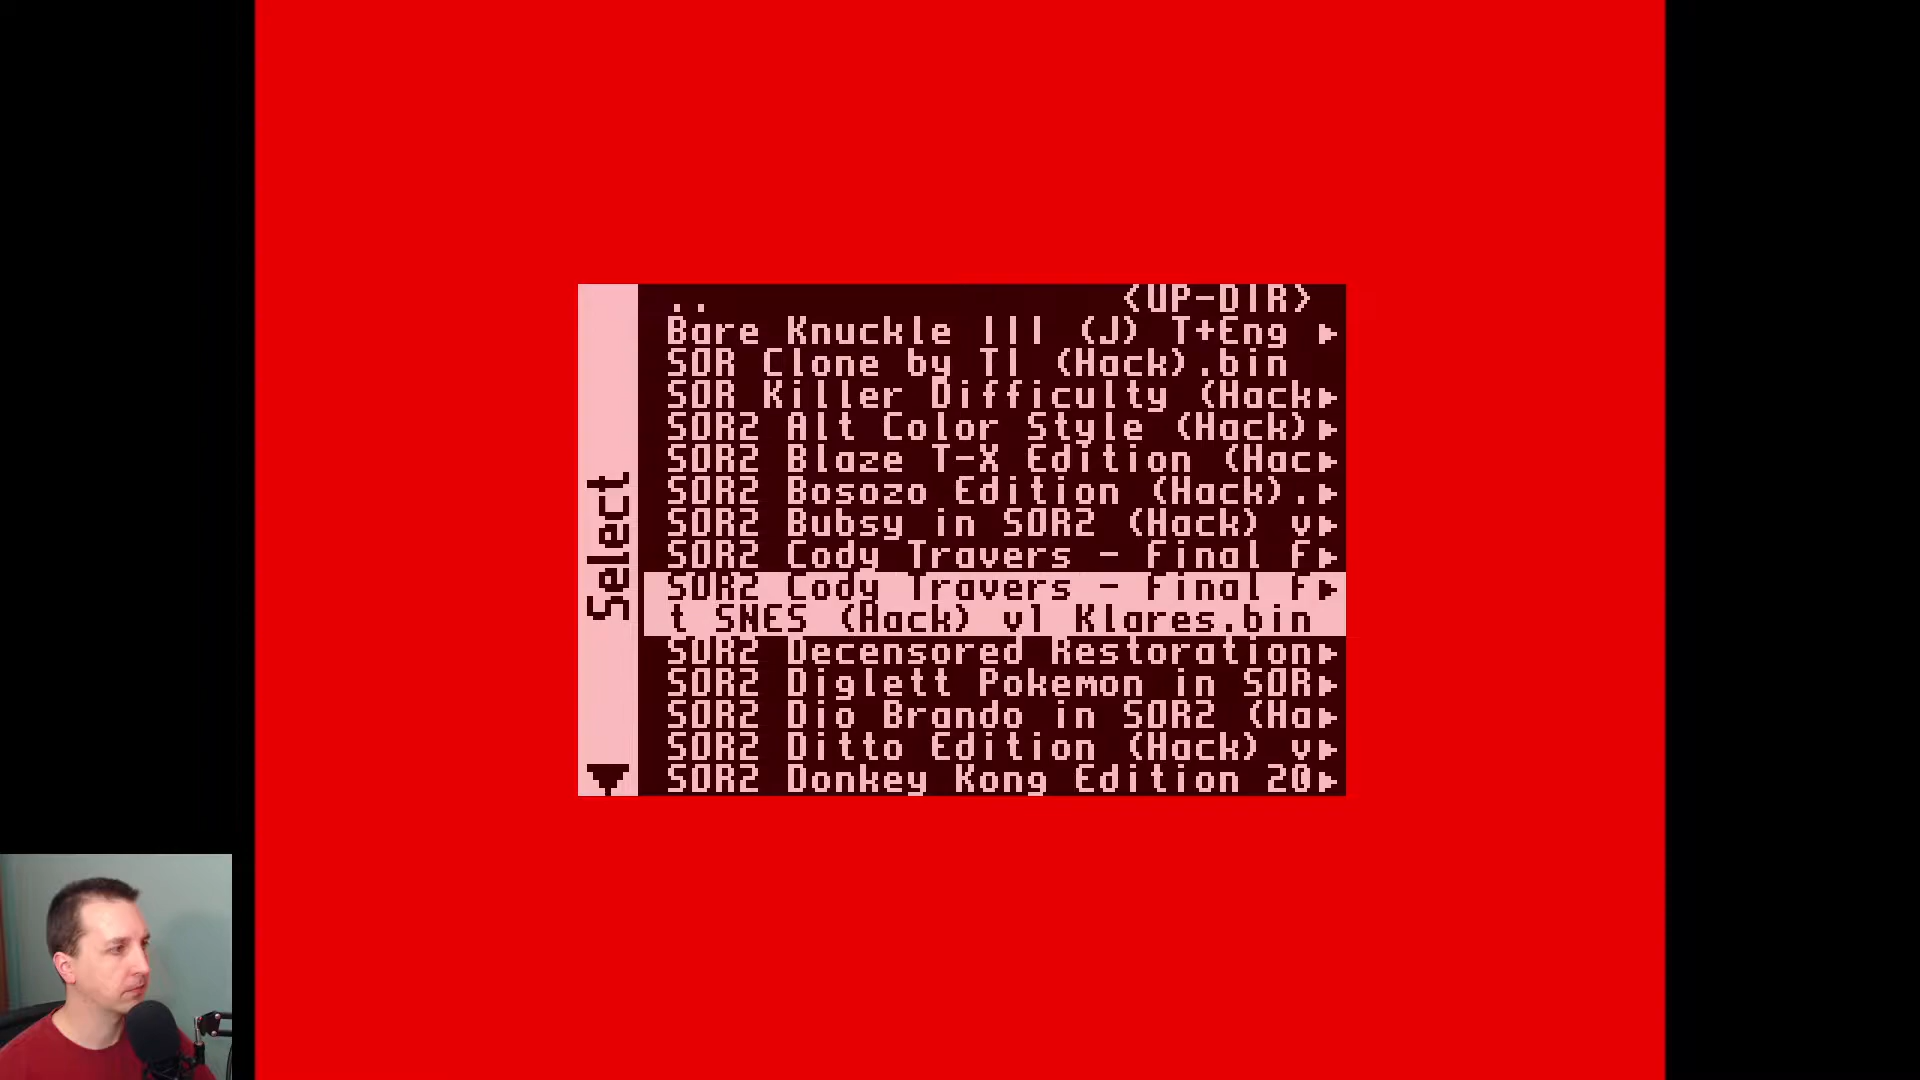 Select
.. <UP-DIR>
Bare Knuckle III (J) T+Eng
SOR Clone by TI (Hack).bin
SOR Killer Difficulty (Hack
SOR2 Alt Color Style (Hack)
SOR2 Blaze T-X Edition (Hac
SOR2 Bosozo Edition (Hack).
SOR2 Bubsy in SOR2 (Hack) v
SOR2 Cody Travers - Final F
SOR2 Cody Travers - Final F
t SNES (Hack) v1 Klares.bin
SOR2 Decensored Restoration
SOR2 Diglett Pokemon in SOR
SOR2 Dio Brando in SOR2 (Ha
SOR2 Ditto Edition (Hack) v
SOR2 Donkey Kong Edition 20